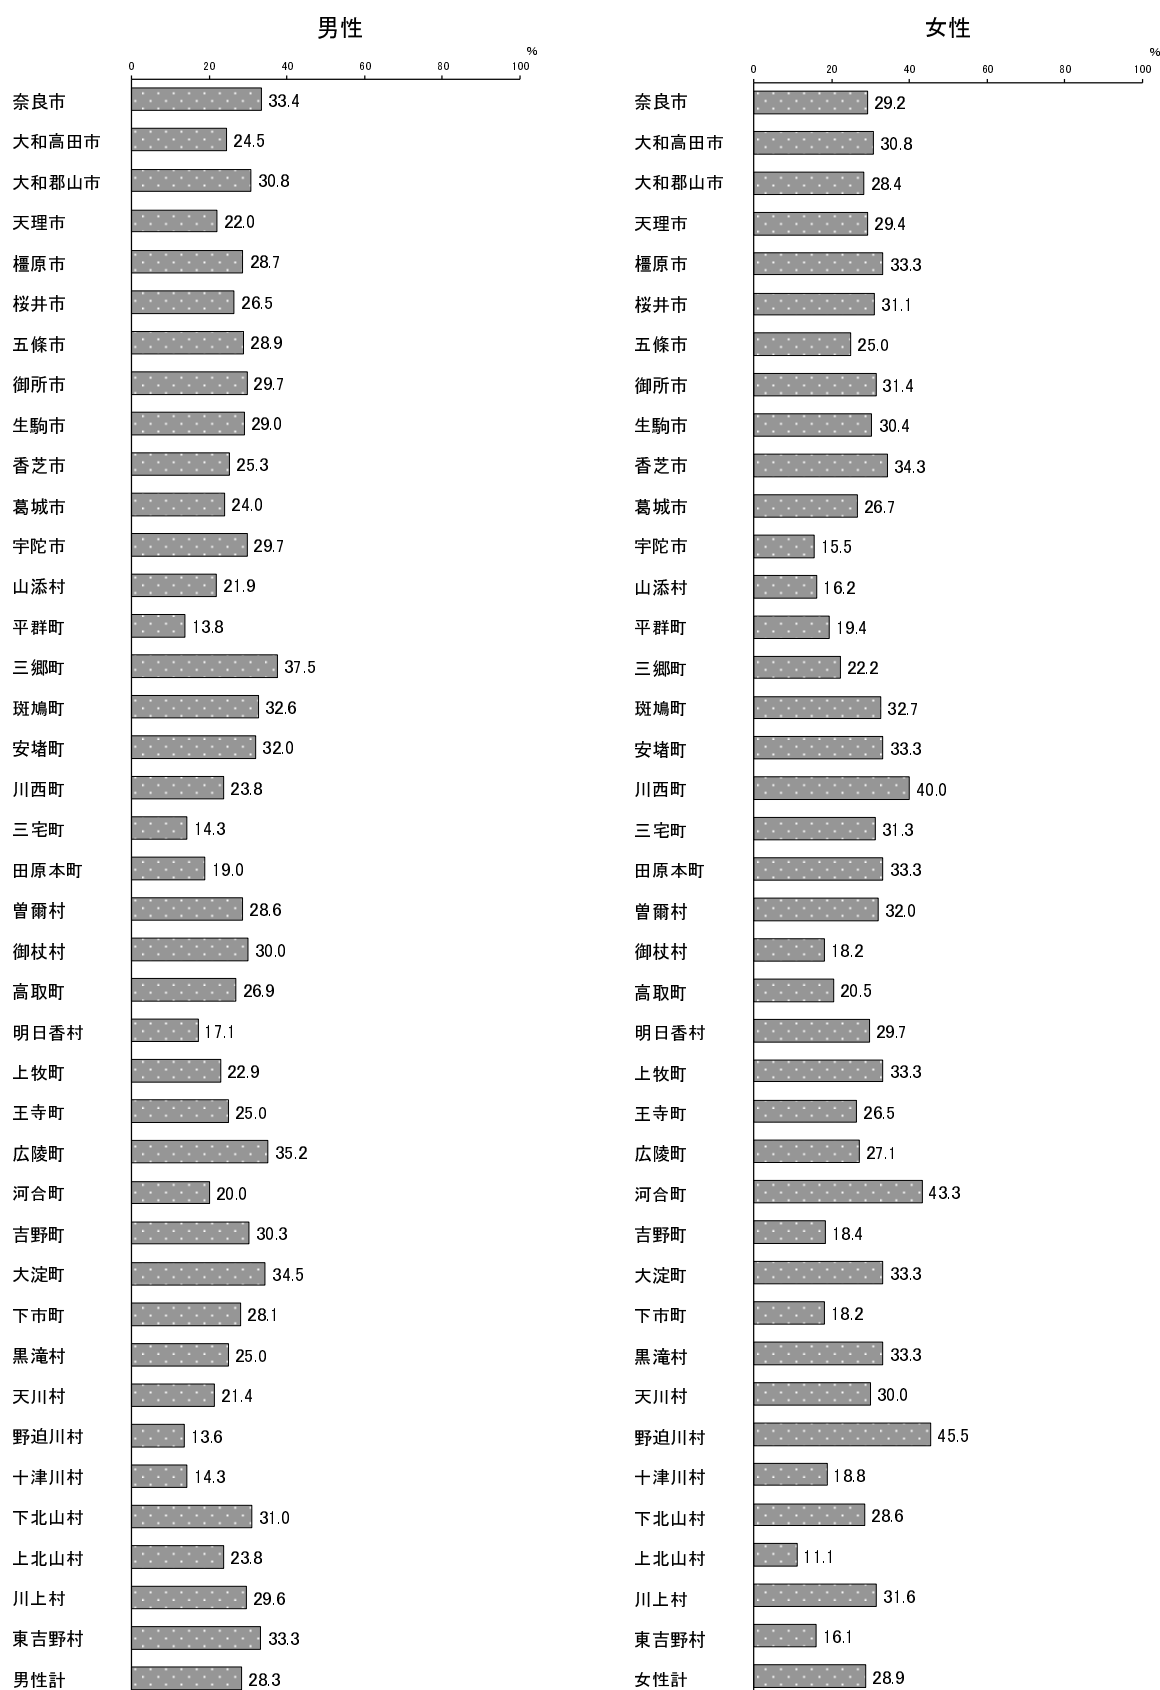 男性
%
0 20 40 60 80 100
奈良市 33.4
大和高田市 24.5
大和郡山市 30.8
天理市 22.0
橿原市 28.7
桜井市 26.5
五條市 28.9
御所市 29.7
生駒市 29.0
香芝市 25.3
葛城市 24.0
宇陀市 29.7
山添村 21.9
平群町 13.8
三郷町 37.5
斑鳩町 32.6
安堵町 32.0
川西町 23.8
三宅町 14.3
田原本町 19.0
曽爾村 28.6
御杖村 30.0
高取町 26.9
明日香村 17.1
上牧町 22.9
王寺町 25.0
広陵町 35.2
河合町 20.0
吉野町 30.3
大淀町 34.5
下市町 28.1
黒滝村 25.0
天川村 21.4
野迫川村 13.6
十津川村 14.3
下北山村 31.0
上北山村 23.8
川上村 29.6
東吉野村 33.3
男性計 28.3
女性
%
0 20 40 60 80 100
奈良市 29.2
大和高田市 30.8
大和郡山市 28.4
天理市 29.4
橿原市 33.3
桜井市 31.1
五條市 25.0
御所市 31.4
生駒市 30.4
香芝市 34.3
葛城市 26.7
宇陀市 15.5
山添村 16.2
平群町 19.4
三郷町 22.2
斑鳩町 32.7
安堵町 33.3
川西町 40.0
三宅町 31.3
田原本町 33.3
曽爾村 32.0
御杖村 18.2
高取町 20.5
明日香村 29.7
上牧町 33.3
王寺町 26.5
広陵町 27.1
河合町 43.3
吉野町 18.4
大淀町 33.3
下市町 18.2
黒滝村 33.3
天川村 30.0
野迫川村 45.5
十津川村 18.8
下北山村 28.6
上北山村 11.1
川上村 31.6
東吉野村 16.1
女性計 28.9